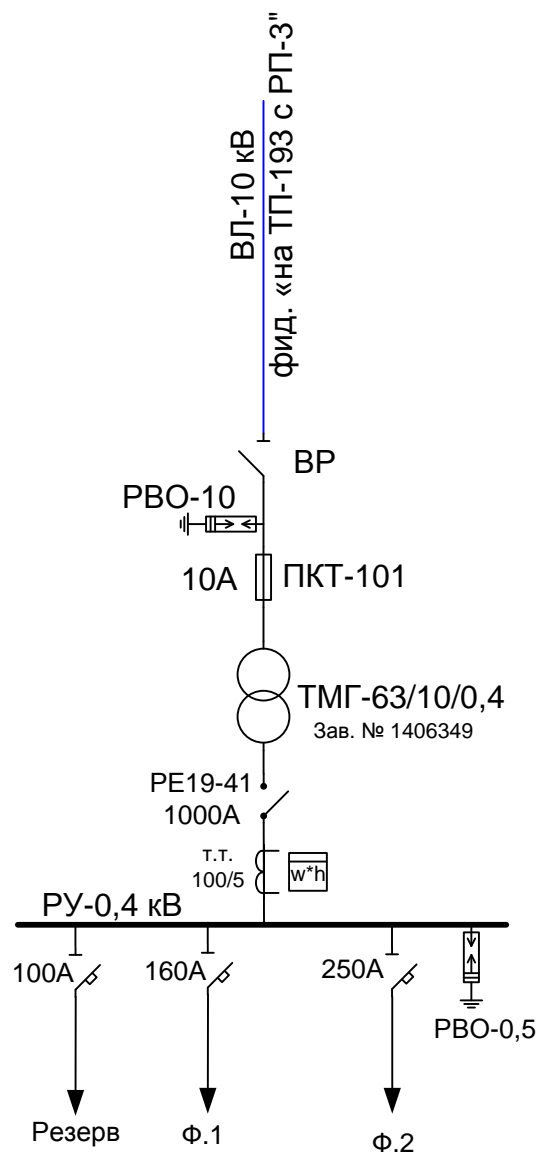 ВЛ-10 кВ
фид. «на ТП-193 с РП-3"
ВР
РВО-10
10А
ПКТ-101
ТМГ-63/10/0,4
Зав. № 1406349
РЕ19-41
1000А
т.т.
100/5
w*h
РУ-0,4 кВ
100А
160А
250А
РВО-0,5
Резерв
Ф.1
Ф.2